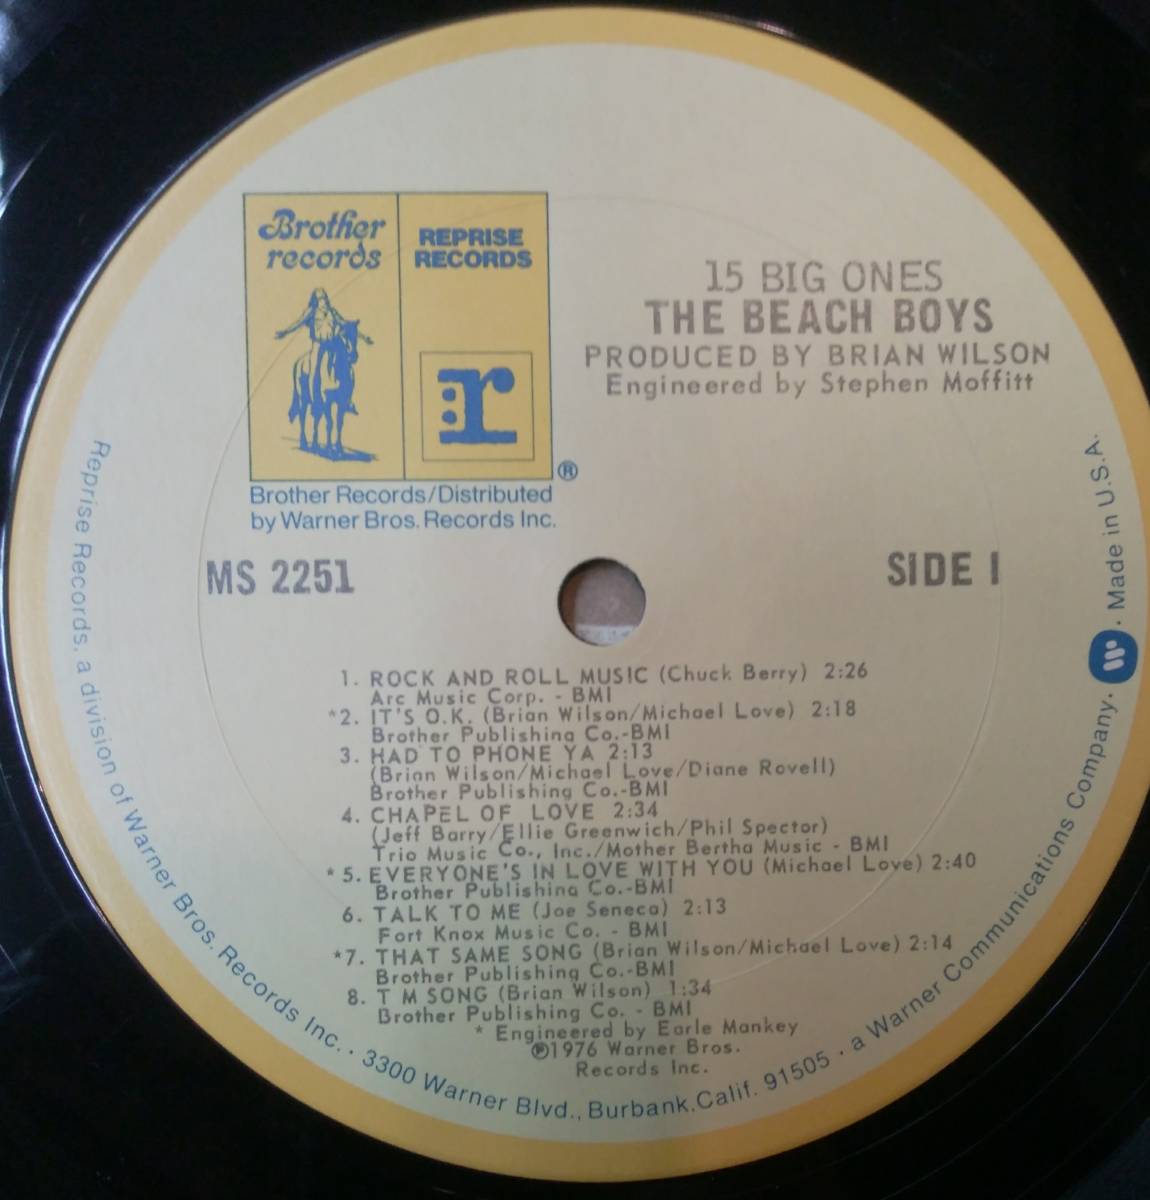 Brother
records
REPRISE
RECORDS
r
®
Brother Records/Distributed
by Warner Bros. Records Inc.
15 BIG ONES
THE BEACH BOYS
PRODUCED BY BRIAN WILSON
Engineered by Stephen Moffitt
MS 2251
SIDE 1
1. ROCK AND ROLL MUSIC (Chuck Berry) 2:26
Arc Music Corp. - BMI
*2. IT'S O.K. (Brian Wilson/Michael Love) 2:18
Brother Publishing Co.-BMI
3. HAD TO PHONE YA 2:13
(Brian Wilson/Michael Love/Diane Rovell)
Brother Publishing Co.-BMI
4. CHAPEL OF LOVE 2:34
(Jeff Barry/Ellie Greenwich/Phil Spector)
Trio Music Co., Inc./Mother Bertha Music - BMI
* 5. EVERYONE'S IN LOVE WITH YOU (Michael Love) 2:40
Brother Publishing Co.-BMI
6. TALK TO ME (Joe Seneca) 2:13
Fort Knox Music Co. - BMI
*7. THAT SAME SONG (Brian Wilson/Michael Love) 2:14
Brother Publishing Co.-BMI
8. T M SONG (Brian Wilson) 1:34
Brother Publishing Co. - BMI
* Engineered by Earle Mankey
℗1976 Warner Bros.
Records Inc.
Reprise Records, a division of Warner Bros. Records Inc. · 3300 Warner Blvd., Burbank, Calif. 91505 · a Warner Communications Company. W · Made in U.S.A.